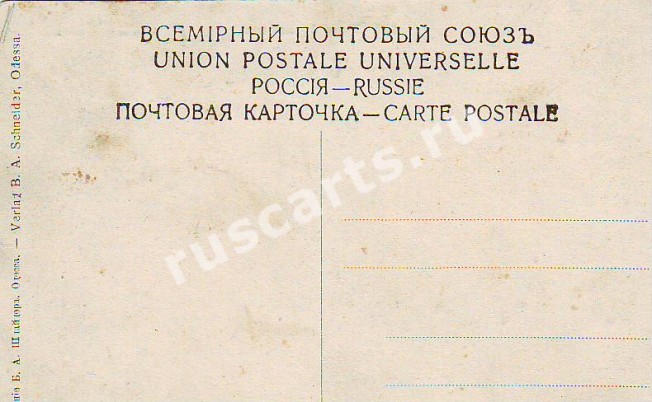 ВСЕМІРНЫЙ ПОЧТОВЫЙ СОЮЗЪ
UNION POSTALE UNIVERSELLE
РОССІЯ—RUSSIE
ПОЧТОВАЯ КАРТОЧКА—CARTE POSTALE
Б. А. — Verlag B. A. Schneider, Odessa.
ruscarts.ru